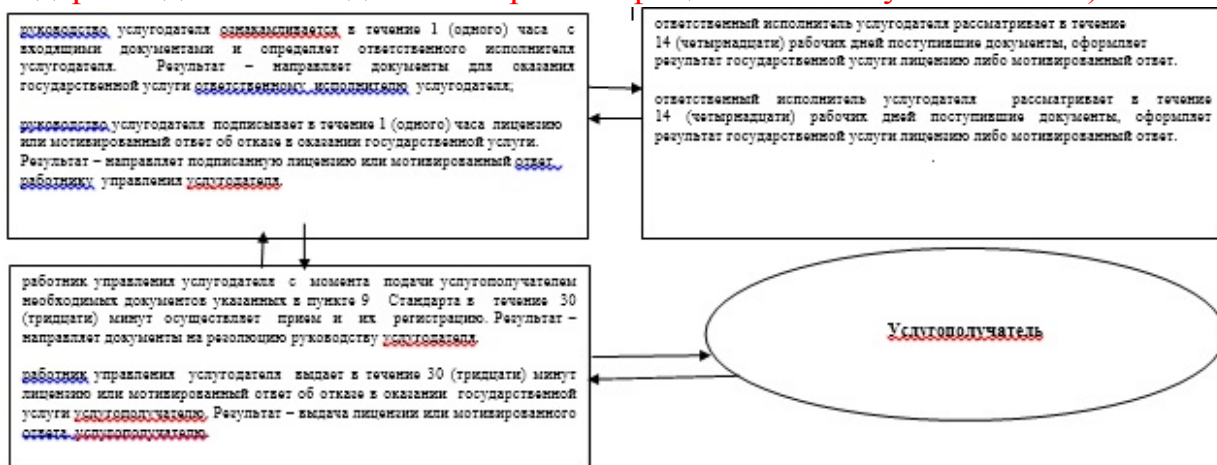 руководство услугодателя ознакамливается в течение 1 (одного) часа с
входящими документами и определяет ответственного исполнителя
услугодателя. Результат – направляет документы для оказания
государственной услуги ответственному исполнителю услугодателя;
руководство услугодателя подписывает в течение 1 (одного) часа лицензию
или мотивированный ответ об отказе в оказании государственной услуги.
Результат – направляет подписанную лицензию или мотивированный ответ
работнику управления услугодателя.
ответственный исполнитель услугодателя рассматривает в течение
14 (четырнадцати) рабочих дней поступившие документы, оформляет
результат государственной услуги лицензию либо мотивированный ответ.
ответственный исполнитель услугодателя рассматривает в течение
14 (четырнадцати) рабочих дней поступившие документы, оформляет
результат государственной услуги лицензию либо мотивированный ответ.
работник управления услугодателя с момента подачи услугополучателем
необходимых документов указанных в пункте 9 Стандарта в течение 30
(тридцати) минут осуществляет прием и их регистрацию. Результат –
направляет документы на резолюцию руководству услугодателя.
работник управления услугодателя выдает в течение 30 (тридцати) минут
лицензию или мотивированный ответ об отказе в оказании государственной
услуги услугополучателю. Результат – выдача лицензии или мотивированного
ответа услугополучателю.
Услугополучатель